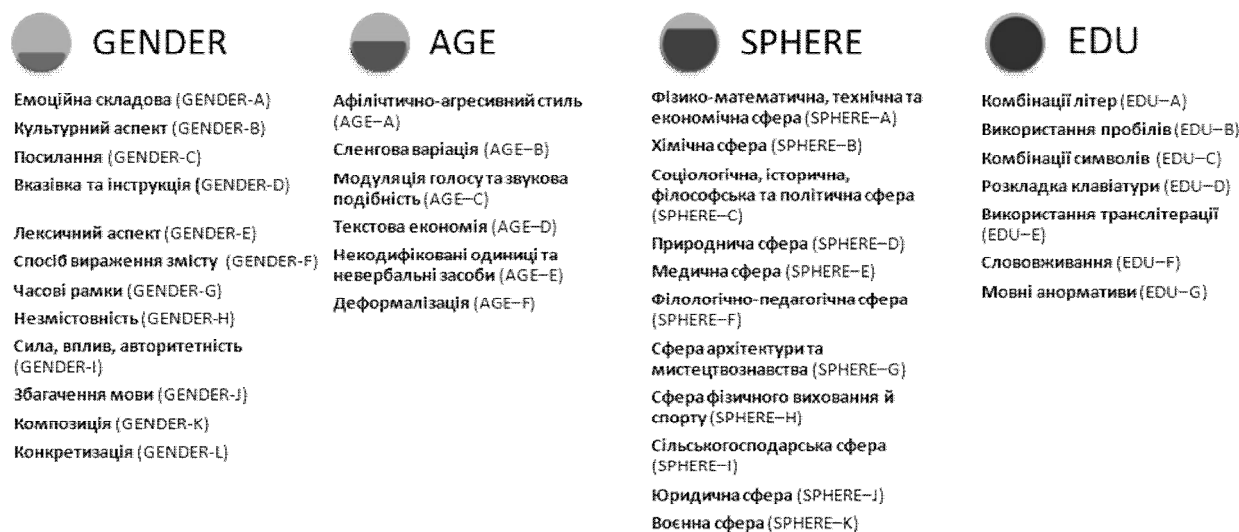 GENDER
Емоційна складова (GENDER-A)
Культурний аспект (GENDER-B)
Посилання (GENDER-C)
Вказівка та інструкція (GENDER-D)
Лексичний аспект (GENDER-E)
Спосіб вираження змісту (GENDER-F)
Часові рамки (GENDER-G)
Незмістовність (GENDER-H)
Сила, вплив, авторитетність
(GENDER-I)
Збагачення мови (GENDER-J)
Композиція (GENDER-K)
Конкретизація (GENDER-L)
AGE
Афілічтично-агресивний стиль
(AGE–A)
Сленгова варіація (AGE–B)
Модуляція голосу та звукова
подібність (AGE–C)
Текстова економія (AGE–D)
Некодифіковані одиниці та
невербальні засоби (AGE–E)
Деформалізація (AGE–F)
SPHERE
Фізико-математична, технічна та
економічна сфера (SPHERE–A)
Хімічна сфера (SPHERE–B)
Соціологічна, історична,
філософська та політична сфера
(SPHERE–C)
Природнича сфера (SPHERE–D)
Медична сфера (SPHERE–E)
Філологічно-педагогічна сфера
(SPHERE–F)
Сфера архітектури та
мистецтвознавства (SPHERE–G)
Сфера фізичного виховання й
спорту (SPHERE–H)
Сільськогосподарська сфера
(SPHERE–I)
Юридична сфера (SPHERE–J)
Воєнна сфера (SPHERE–K)
EDU
Комбінації літер (EDU–A)
Використання пробілів (EDU–B)
Комбінації символів (EDU–C)
Розкладка клавіатури (EDU–D)
Використання транслітерації
(EDU–E)
Слововживання (EDU–F)
Мовні анормативи (EDU–G)